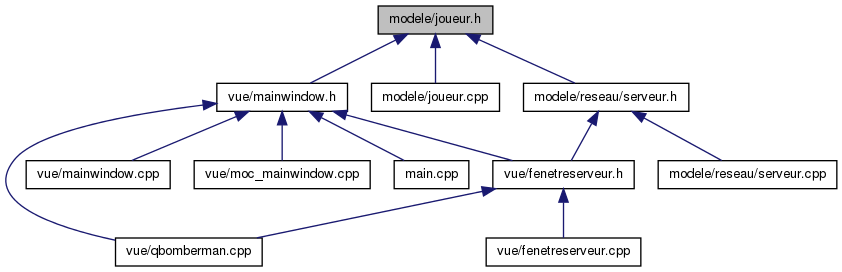 modele/joueur.h
vue/mainwindow.h
modele/joueur.cpp
modele/reseau/serveur.h
vue/mainwindow.cpp
vue/moc_mainwindow.cpp
main.cpp
vue/fenetreserveur.h
modele/reseau/serveur.cpp
vue/qbomberman.cpp
vue/fenetreserveur.cpp